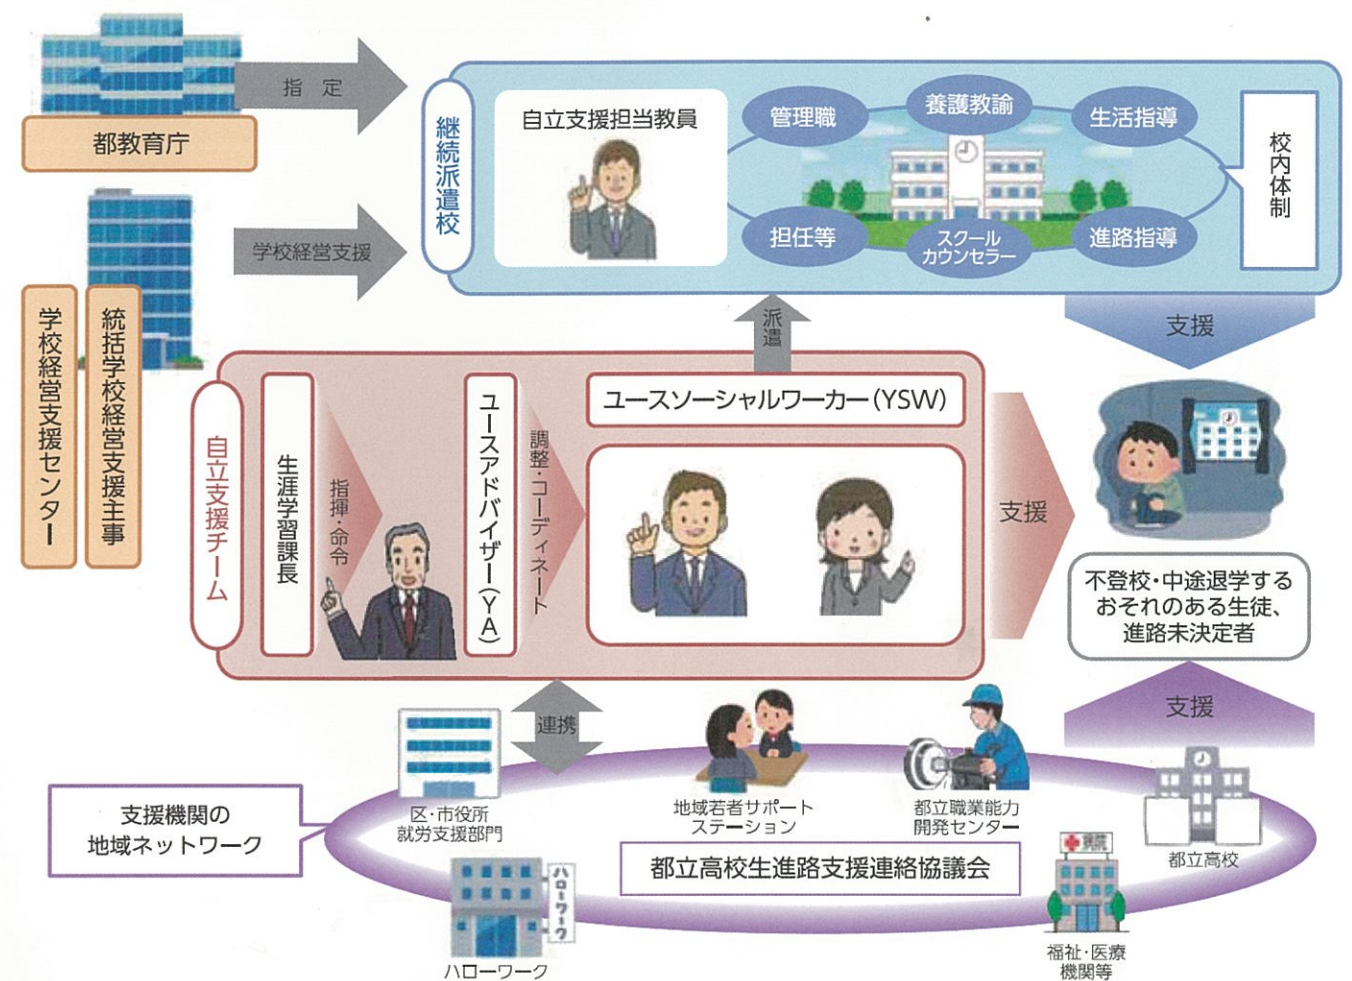 指定
都教育庁
学校経営支援
学校経営支援センター
統括学校経営支援主事
継続派遣校
自立支援担当教員
管理職
養護教諭
生活指導
担任等
スクール
カウンセラー
進路指導
校内体制
派遣
支援
自立支援チーム
生涯学習課長
指揮・命令
ユースアドバイザー(YA)
調整・コーディネート
ユースソーシャルワーカー(YSW)
支援
不登校・中途退学する
おそれのある生徒、
進路未決定者
支援
連携
支援機関の
地域ネットワーク
区・市役所
就労支援部門
地域若者サポート
ステーション
都立職業能力
開発センター
都立高校
都立高校生進路支援連絡協議会
ハローワーク
ハローワーク
病院
福祉・医療
機関等